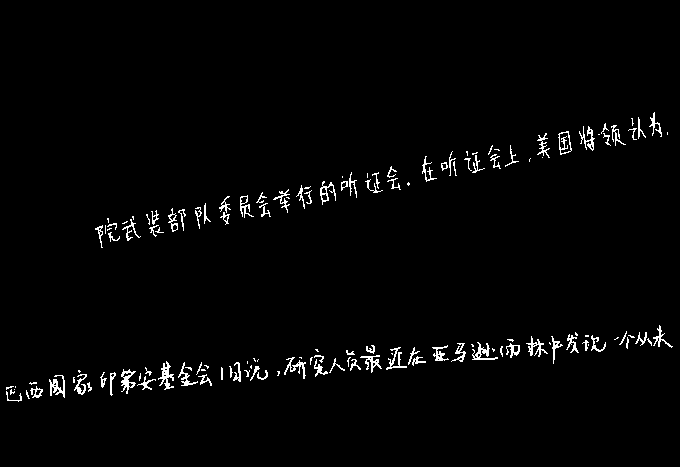 院武装部队委员会举行的听证会.在听证会上,美国将领认为,
巴西国家印第安基金会1日说,研究人员最近在亚马逊雨林中发现一个从未